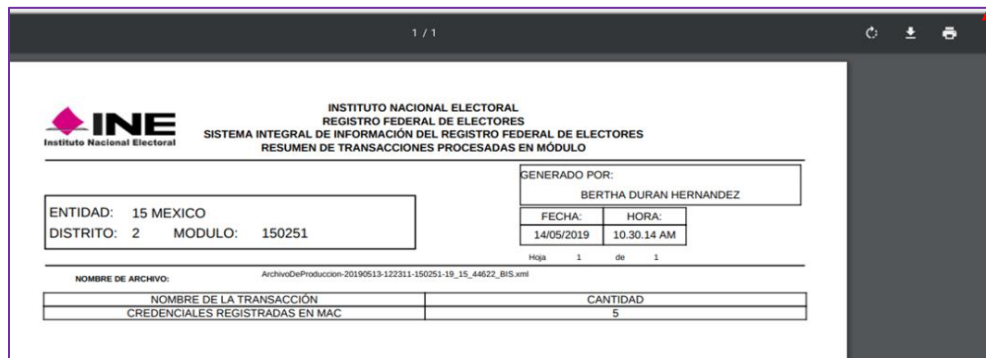 1 / 1
INE
Instituto Nacional Electoral
INSTITUTO NACIONAL ELECTORAL
REGISTRO FEDERAL DE ELECTORES
SISTEMA INTEGRAL DE INFORMACIÓN DEL REGISTRO FEDERAL DE ELECTORES
RESUMEN DE TRANSACCIONES PROCESADAS EN MÓDULO
GENERADO POR:
BERTHA DURAN HERNANDEZ
ENTIDAD: 15 MEXICO
DISTRITO: 2 MODULO: 150251
FECHA: HORA:
14/05/2019 10.30.14 AM
Hoja 1 de 1
NOMBRE DE ARCHIVO: ArchivoDeProduccion-20190513-122311-150251-19_15_44622_BIS.xml
NOMBRE DE LA TRANSACCIÓN CANTIDAD
CREDENCIALES REGISTRADAS EN MAC 5